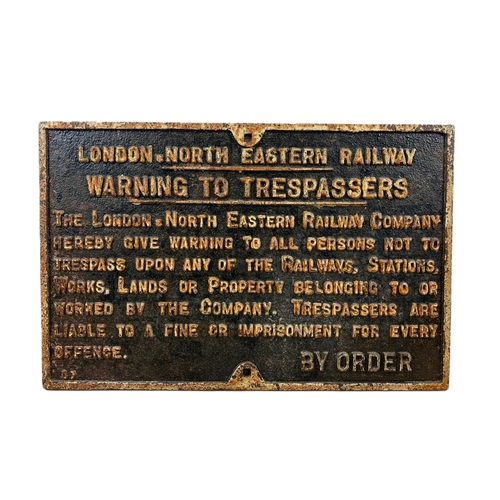 LONDON & NORTH EASTERN RAILWAY
WARNING TO TRESPASSERS
THE LONDON & NORTH EASTERN RAILWAY COMPANY
HEREBY GIVE WARNING TO ALL PERSONS NOT TO
TRESPASS UPON ANY OF THE RAILWAYS, STATIONS,
WORKS, LANDS OR PROPERTY BELONGING TO OR
WORKED BY THE COMPANY. TRESPASSERS ARE
LIABLE TO A FINE OR IMPRISONMENT FOR EVERY
OFFENCE.
BY ORDER